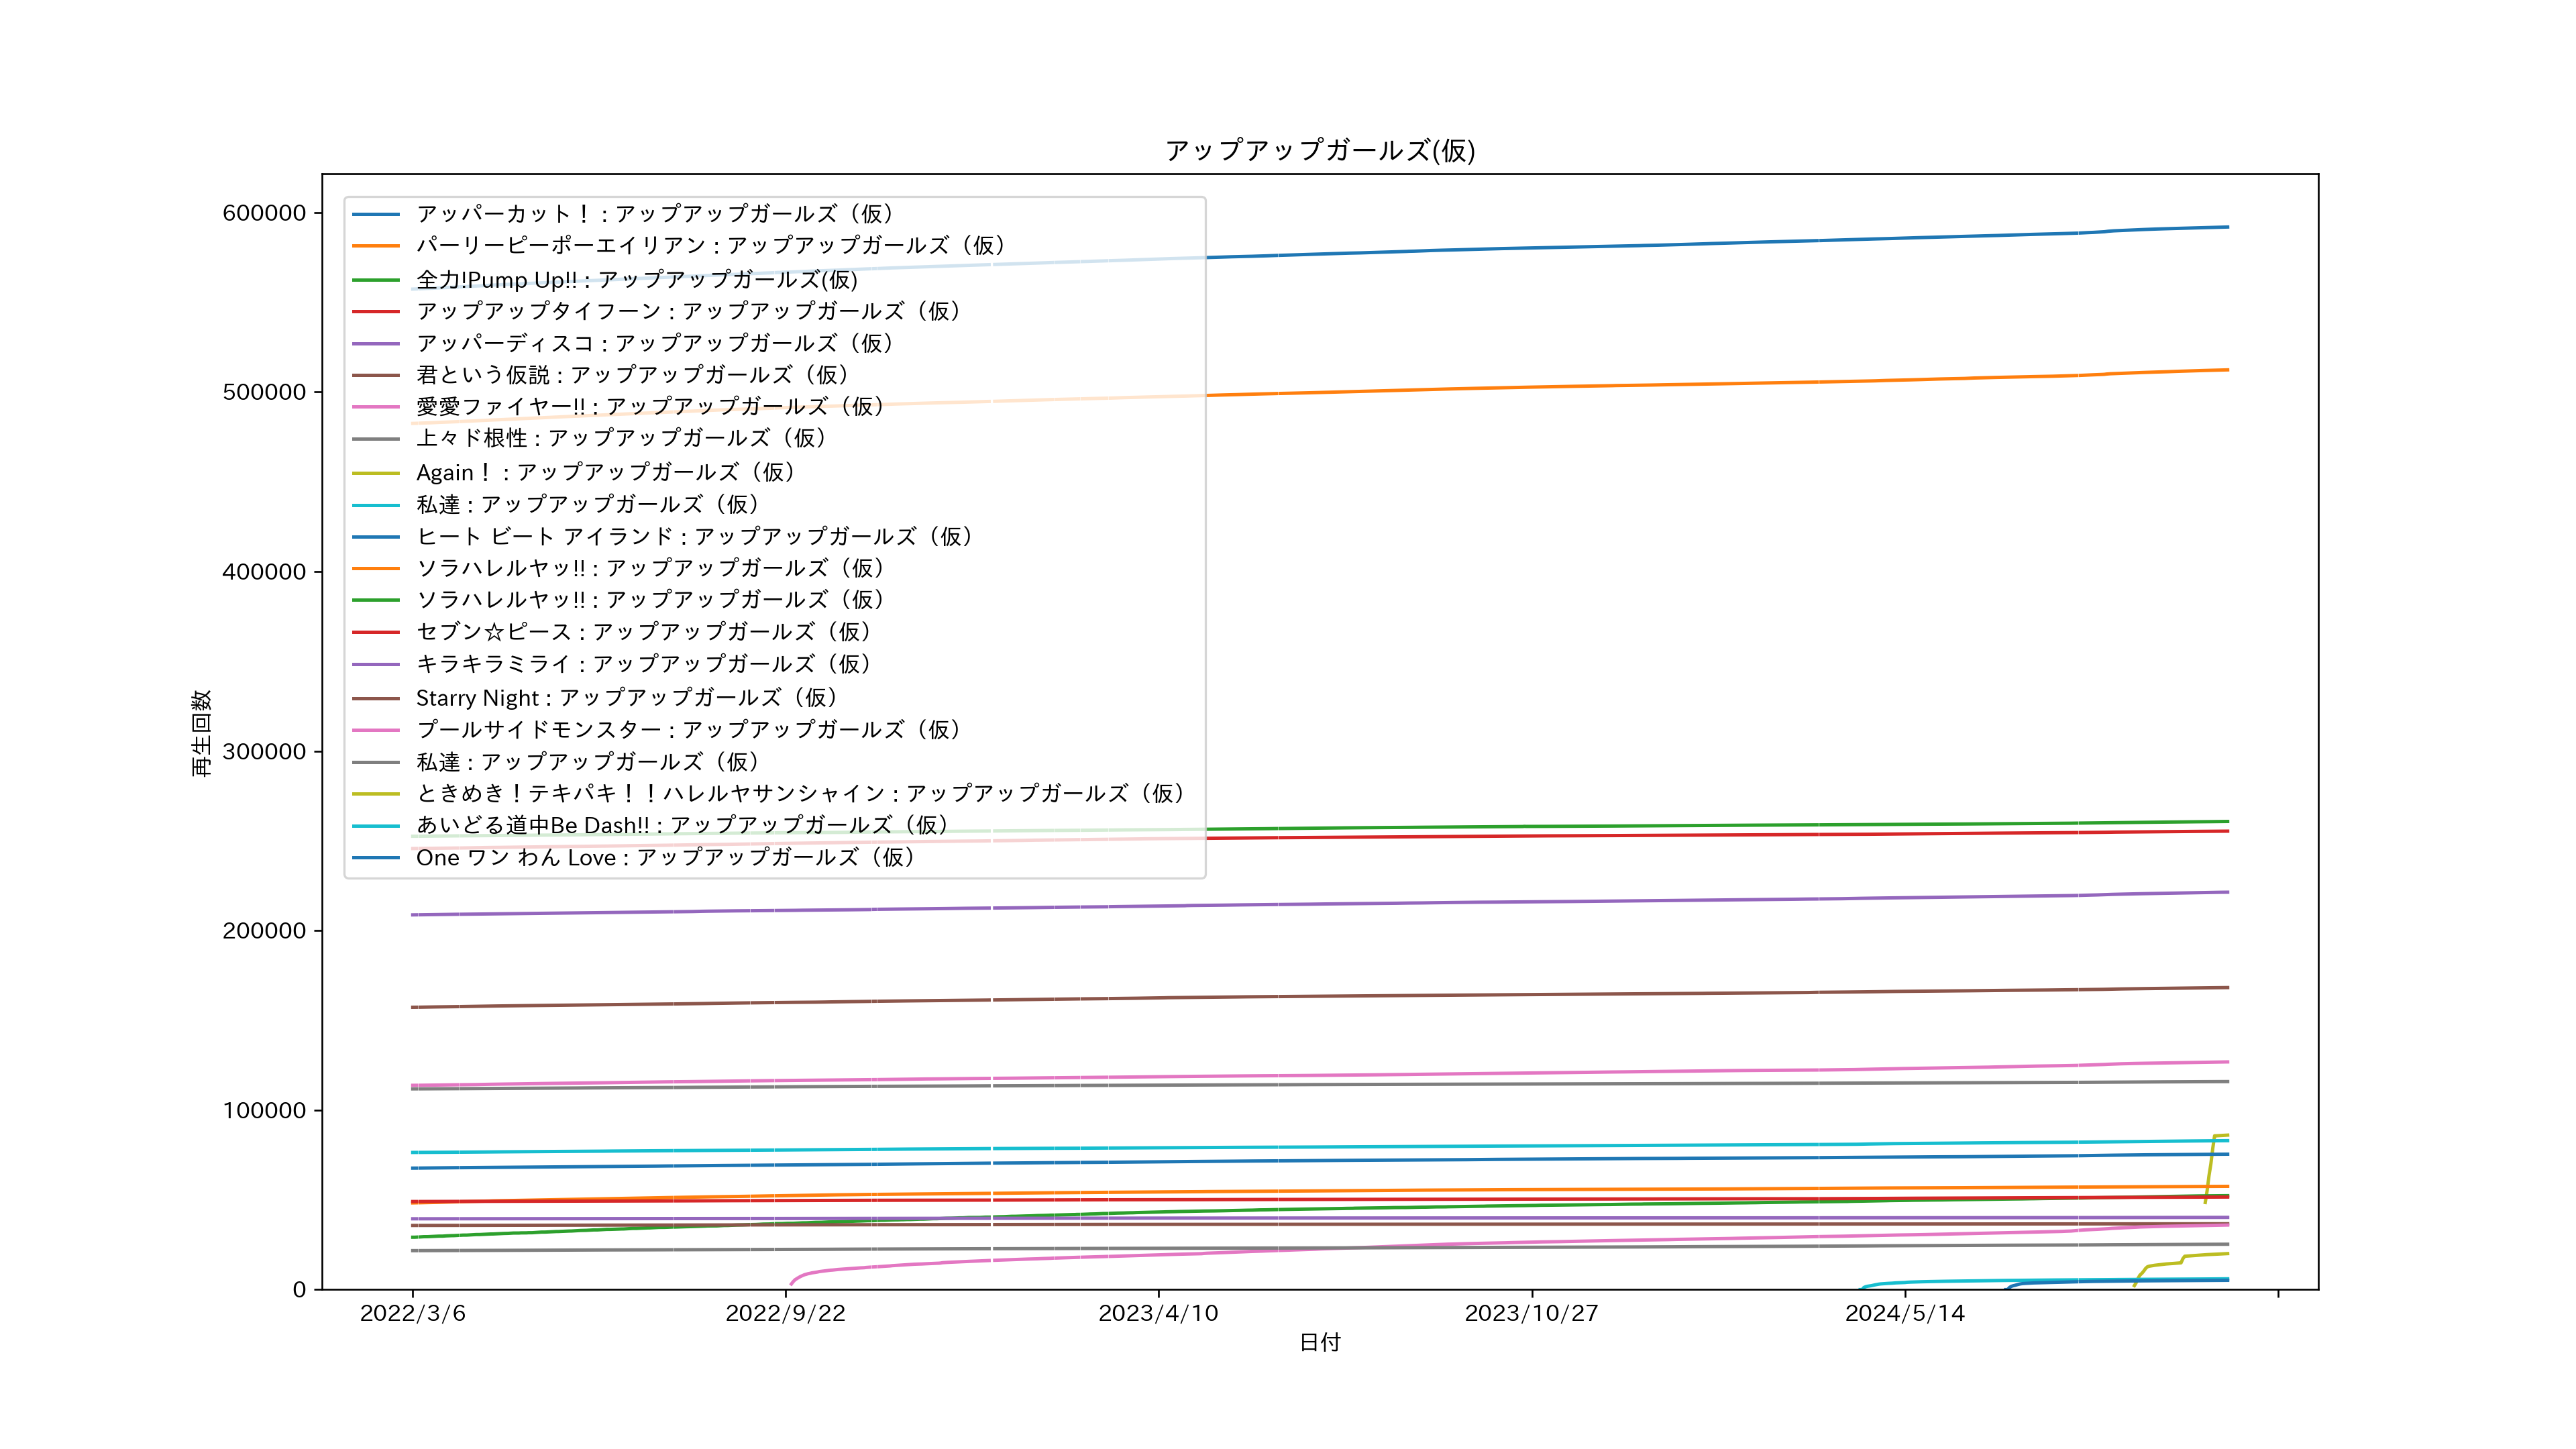 アップアップガールズ(仮)
600000
500000
400000
300000
200000
100000
0
再生回数
アッパーカット！ : アップアップガールズ（仮）
パーリーピーポーエイリアン : アップアップガールズ（仮）
全力!Pump Up!! : アップアップガールズ(仮)
アップアップタイフーン : アップアップガールズ（仮）
アッパーディスコ : アップアップガールズ（仮）
君という仮説 : アップアップガールズ（仮）
愛愛ファイヤー!! : アップアップガールズ（仮）
上々ド根性 : アップアップガールズ（仮）
Again！ : アップアップガールズ（仮）
私達 : アップアップガールズ（仮）
ヒート ビート アイランド : アップアップガールズ（仮）
ソラハレルヤッ!! : アップアップガールズ（仮）
ソラハレルヤッ!! : アップアップガールズ（仮）
セブン☆ピース : アップアップガールズ（仮）
キラキラミライ : アップアップガールズ（仮）
Starry Night : アップアップガールズ（仮）
プールサイドモンスター : アップアップガールズ（仮）
私達 : アップアップガールズ（仮）
ときめき！テキパキ！！ハレルヤサンシャイン : アップアップガールズ（仮）
あいどる道中Be Dash!! : アップアップガールズ（仮）
One ワン わん Love : アップアップガールズ（仮）
2022/3/6
2022/9/22
2023/4/10
2023/10/27
2024/5/14
日付